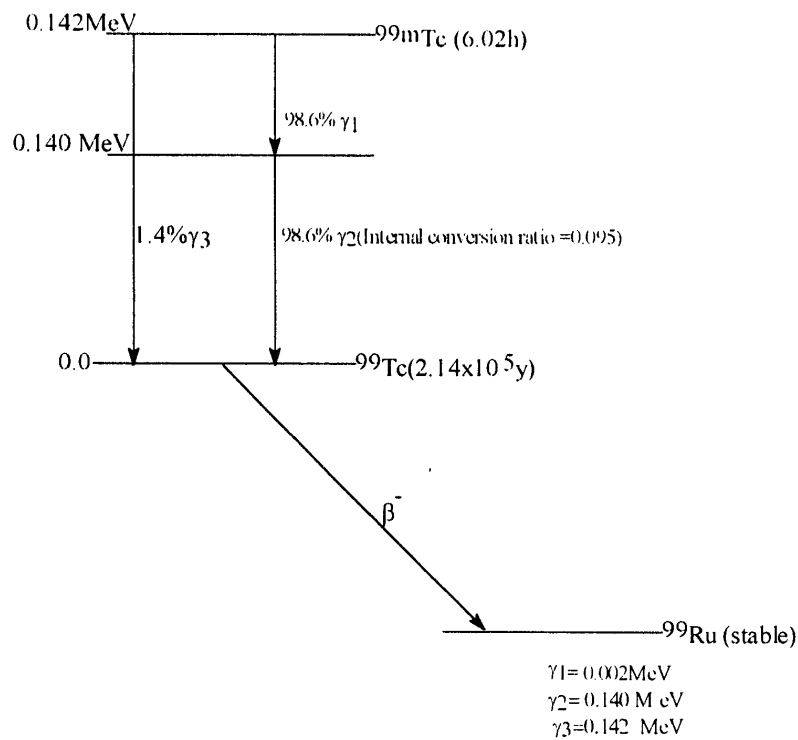 0.142MeV
99mTc (6.02h)
98.6% γ1
0.140 MeV
1.4%γ3
98.6% γ2(Internal conversion ratio =0.095)
0.0
99Tc(2.14x10 5y)
β-
99Ru (stable)
γ1= 0.002MeV
γ2= 0.140 M eV
γ3=0.142 MeV